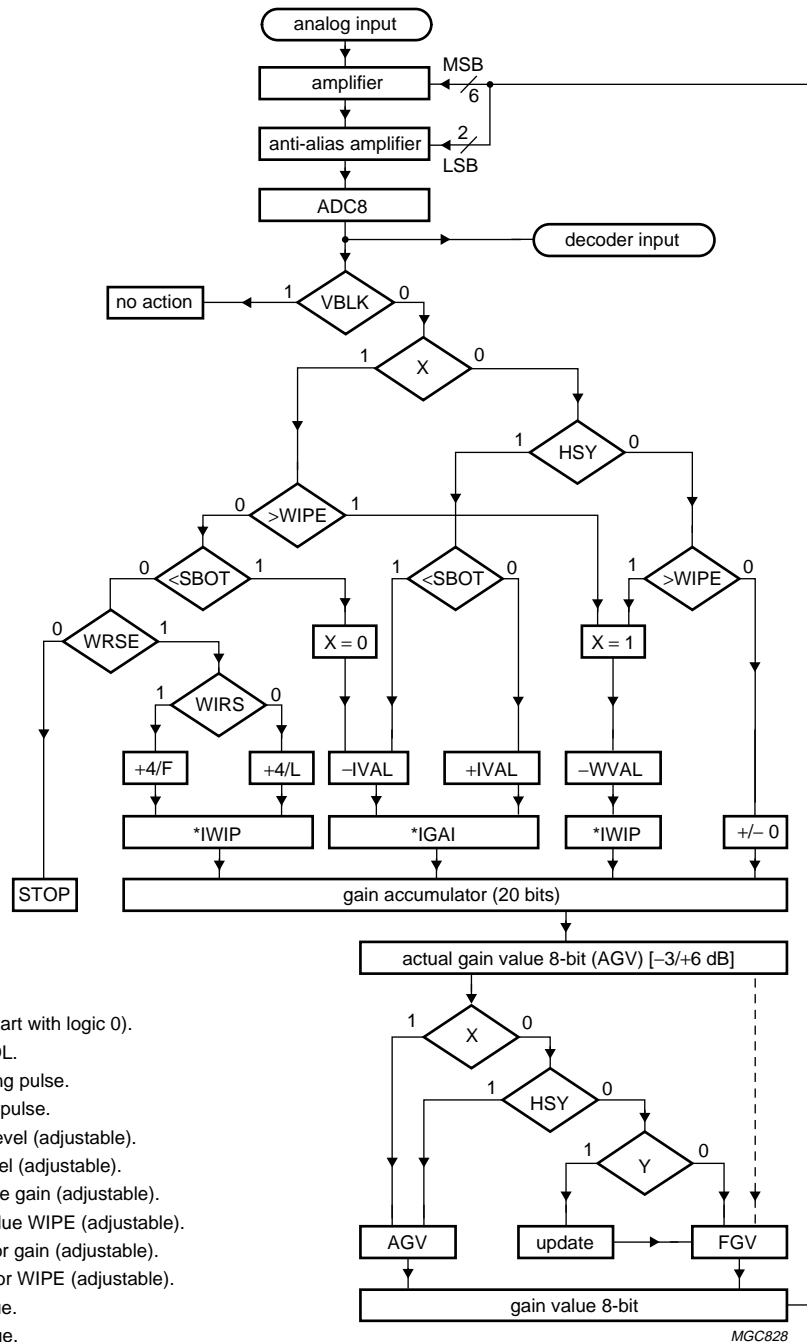 analog input
MSB
amplifier
6
2
anti-alias amplifier
LSB
ADC8
decoder input
no action
1
VBLK
0
1
X
0
1
HSY
0
0
>WIPE
1
0
<SBOT
1
1
<SBOT
0
1
>WIPE
0
0
WRSE
1
X = 0
X = 1
1
WIRS
0
+4/F
+4/L
−IVAL
+IVAL
−WVAL
*IWIP
*IGAI
*IWIP
+/− 0
STOP
gain accumulator (20 bits)
actual gain value 8-bit (AGV) [−3/+6 dB]
1
X
0
1
HSY
0
1
Y
0
AGV
update
FGV
gain value 8-bit
MGC828
with logic 0).
pulse.
pulse.
(adjustable).
(adjustable).
gain (adjustable).
WIPE (adjustable).
gain (adjustable).
WIPE (adjustable).